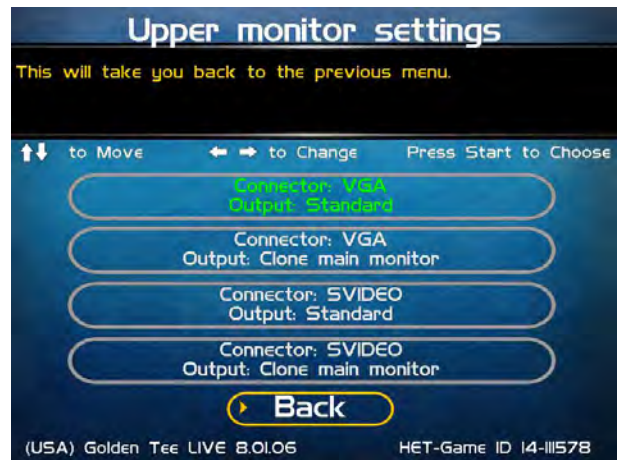 Upper monitor settings
This will take you back to the previous menu.
to Move to Change Press Start to Choose
Connector: VGA
Output: Standard
Connector: VGA
Output: Clone main monitor
Connector: SVIDEO
Output: Standard
Connector: SVIDEO
Output: Clone main monitor
Back
(USA) Golden Tee LIVE 8.01.06 HET-Game ID 14-111578